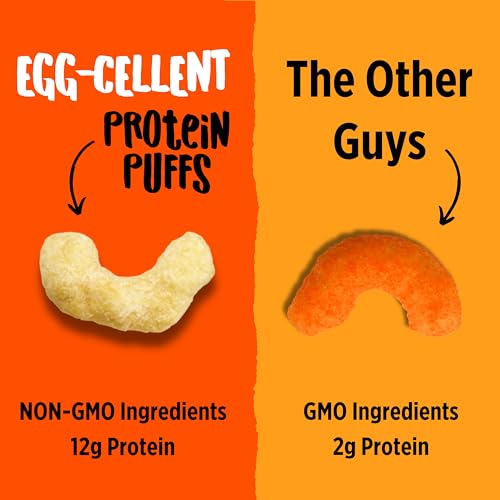 EGG-CELLENT
PROTEIN
PUFFS
NON-GMO Ingredients
12g Protein
The Other
Guys
GMO Ingredients
2g Protein